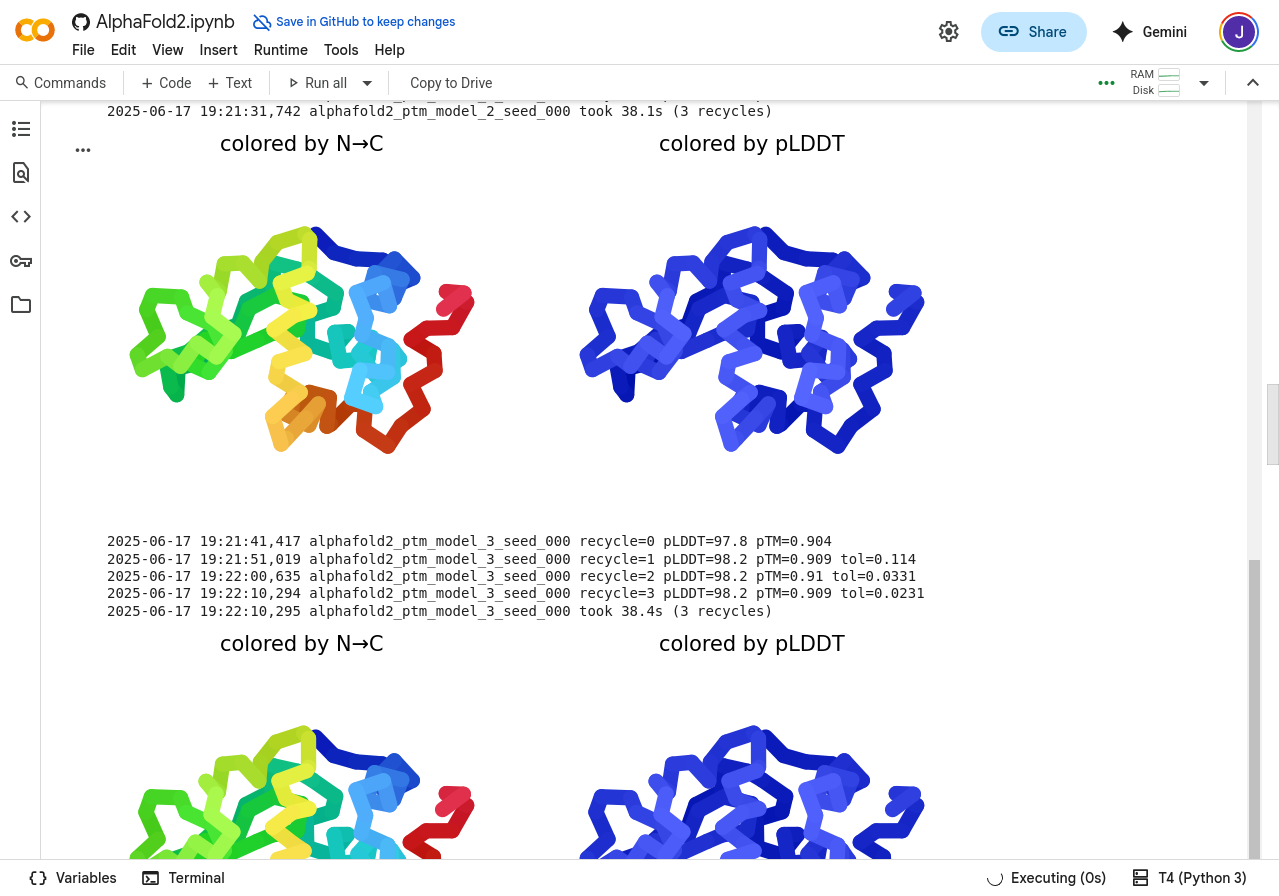 AlphaFold2.ipynb
Save in GitHub to keep changes
File Edit View Insert Runtime Tools Help
Share
Gemini
J
Commands + Code + Text Run all Copy to Drive
RAM
Disk
2025-06-17 19:21:31,742 alphafold2_ptm_model_2_seed_000 took 38.1s (3 recycles)
colored by N→C colored by pLDDT
2025-06-17 19:21:41,417 alphafold2_ptm_model_3_seed_000 recycle=0 pLDDT=97.8 pTM=0.904
2025-06-17 19:21:51,019 alphafold2_ptm_model_3_seed_000 recycle=1 pLDDT=98.2 pTM=0.909 tol=0.114
2025-06-17 19:22:00,635 alphafold2_ptm_model_3_seed_000 recycle=2 pLDDT=98.2 pTM=0.91 tol=0.0331
2025-06-17 19:22:10,294 alphafold2_ptm_model_3_seed_000 recycle=3 pLDDT=98.2 pTM=0.909 tol=0.0231
2025-06-17 19:22:10,295 alphafold2_ptm_model_3_seed_000 took 38.4s (3 recycles)
colored by N→C colored by pLDDT
Variables Terminal Executing (0s) T4 (Python 3)